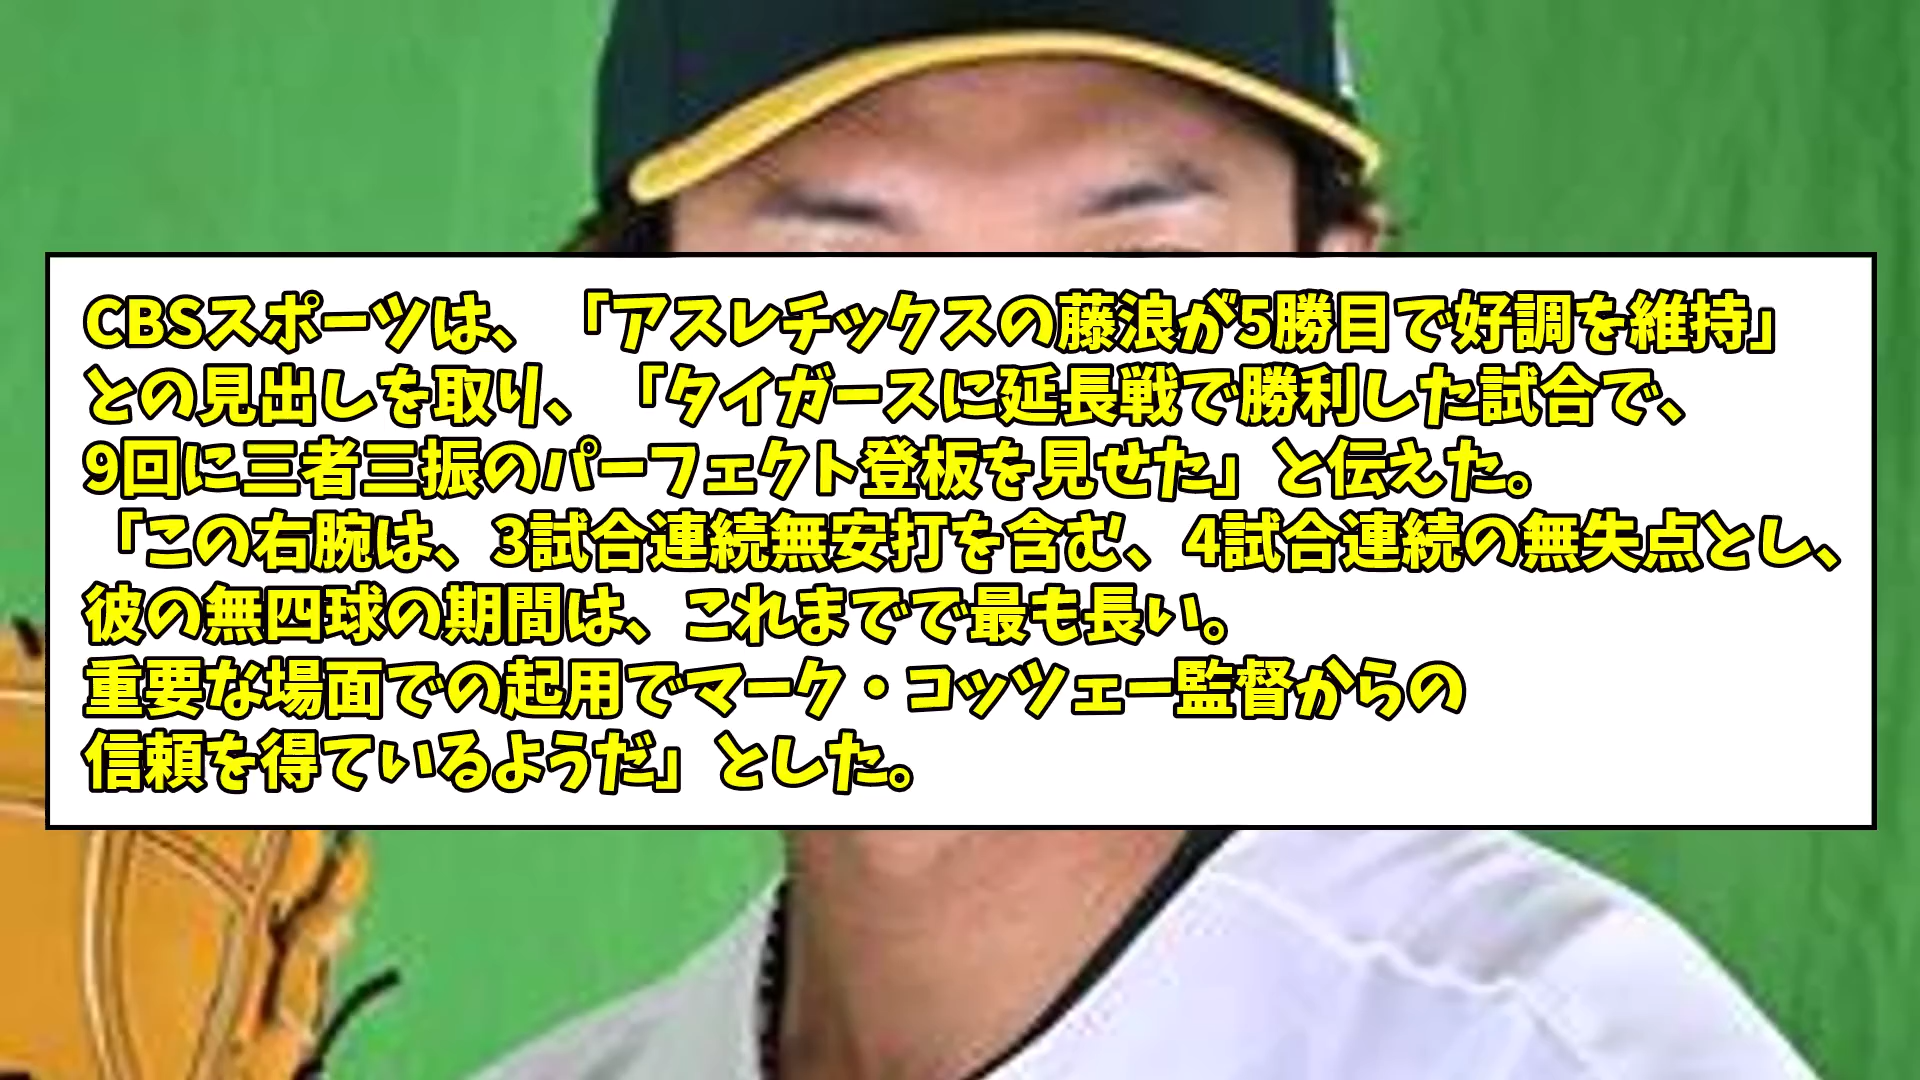 CBSスポーツは、「アスレチックスの藤浪が5勝目で好調を維持」
との見出しを取り、「タイガースに延長戦で勝利した試合で、
9回に三者三振のパーフェクト登板を見せた」と伝えた。
「この右腕は、3試合連続無安打を含む、4試合連続の無失点とし、
彼の無四球の期間は、これまでで最も長い。
重要な場面での起用でマーク・コッツェー監督からの
信頼を得ているようだ」とした。